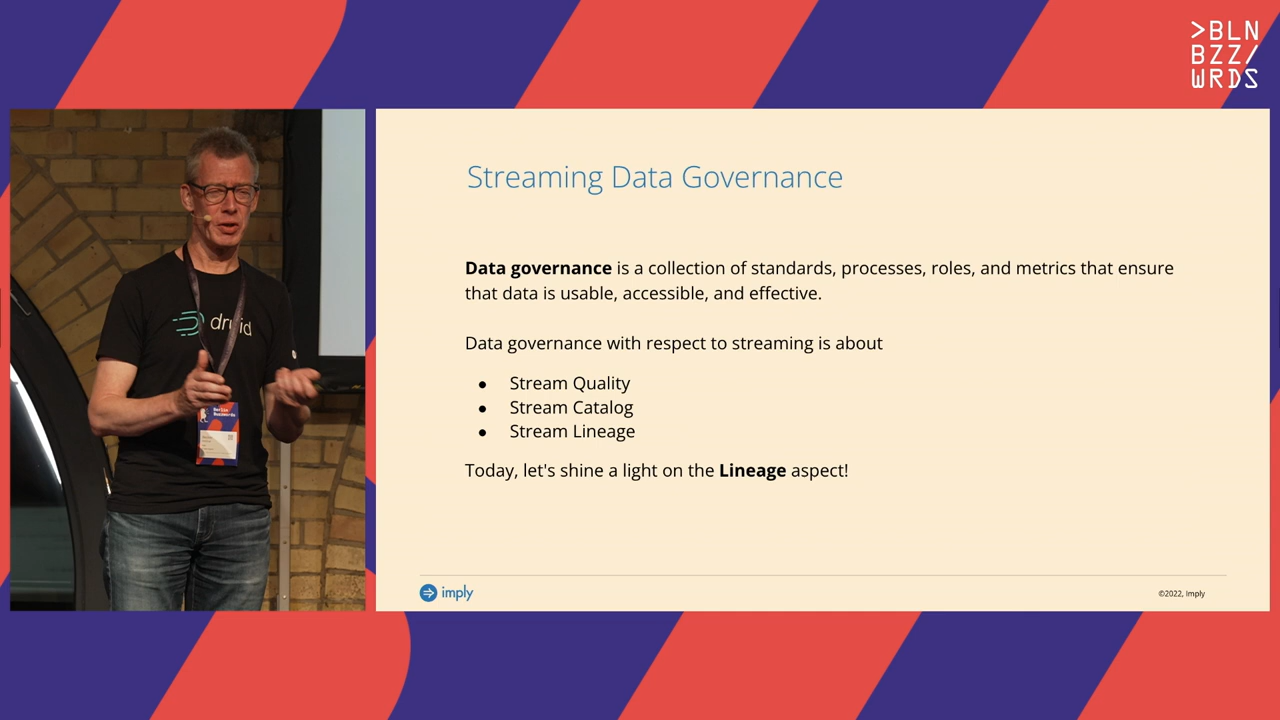 >BLN
BZZ/
WRDS
druid
Berlin
Buzzwords
Streaming Data Governance
Data governance is a collection of standards, processes, roles, and metrics that ensure
that data is usable, accessible, and effective.
Data governance with respect to streaming is about
● Stream Quality
● Stream Catalog
● Stream Lineage
Today, let's shine a light on the Lineage aspect!
imply
©2022, Imply